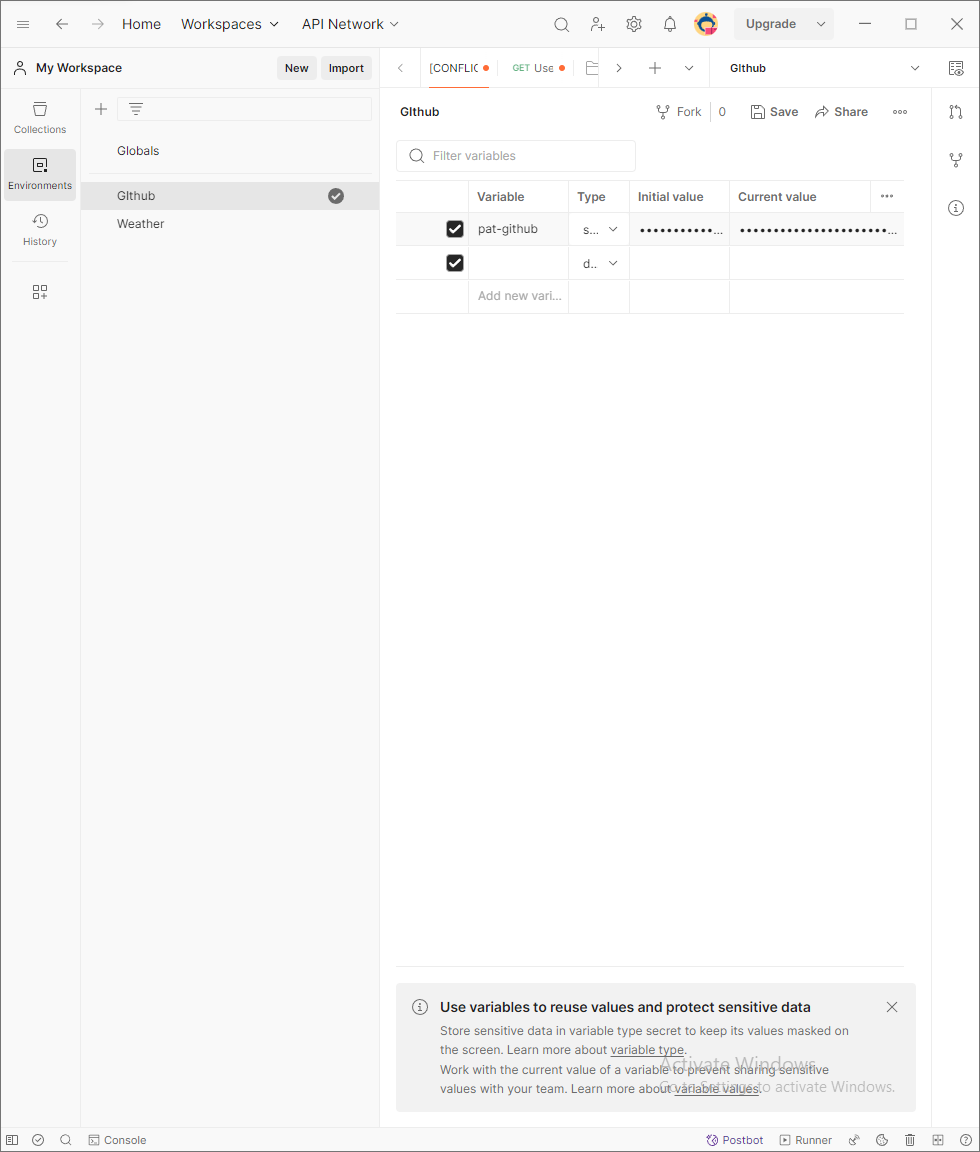 Home Workspaces API Network Upgrade
My Workspace New Import [CONFLIC GET Use GIthub
Collections
Environments
History
Globals
GIthub
Weather
GIthub Fork 0 Save Share
Filter variables
Variable Type Initial value Current value
pat-github s... •••••••••••... ••••••••••••••••••••••...
d..
Add new vari...
Use variables to reuse values and protect sensitive data
Store sensitive data in variable type secret to keep its values masked on
the screen. Learn more about variable type.
Work with the current value of a variable to prevent sharing sensitive
values with your team. Learn more about variable values.
Activate Windows
Go to Settings to activate Windows.
Console Postbot Runner